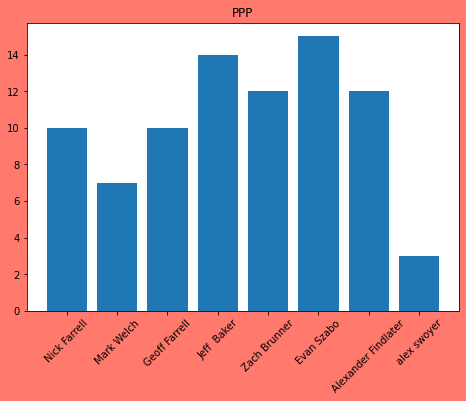 PPP
14
12
10
8
6
4
2
0
Nick Farrell
Mark Welch
Geoff Farrell
Jeff  Baker
Zach Brunner
Evan Szabo
Alexander Findlater
alex swoyer